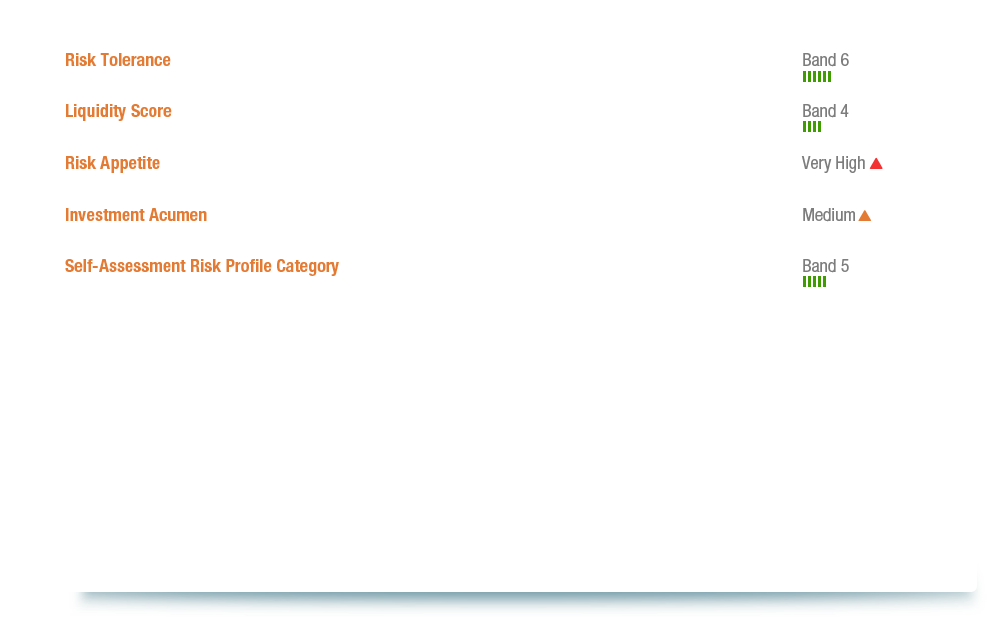 Risk Tolerance Band 6
Liquidity Score Band 4
Risk Appetite Very High
Investment Acumen Medium
Self-Assessment Risk Profile Category Band 5